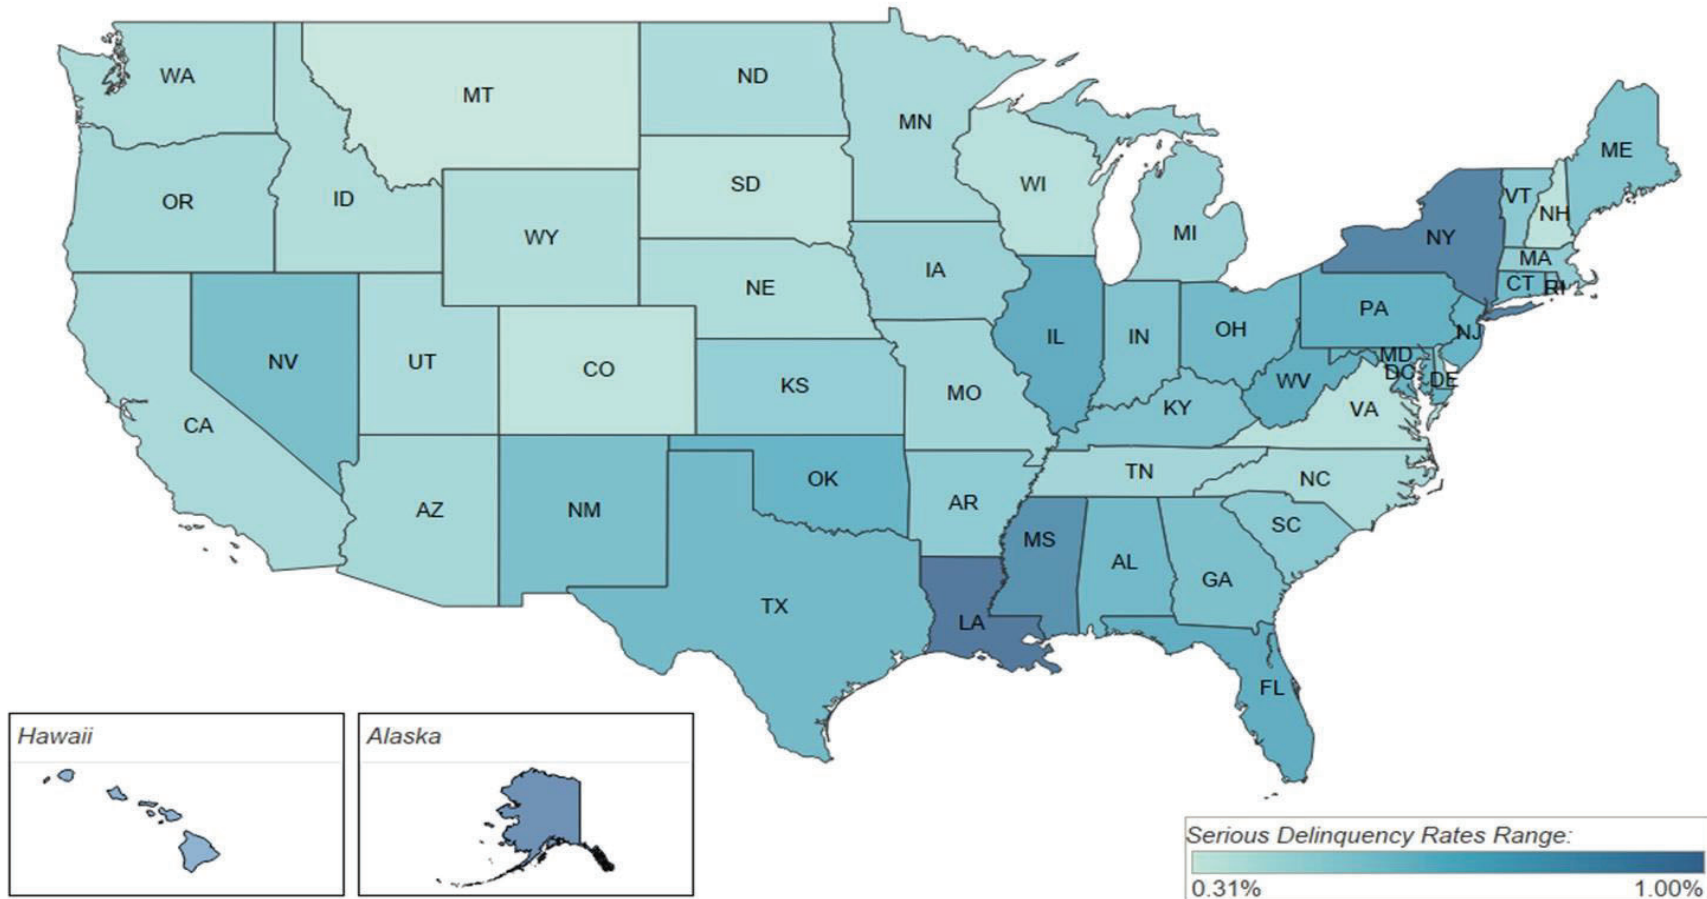 WA
MT
ND
MN
ME
OR
ID
SD
WI
VT
NH
WY
MI
NY
MA
NE
IA
CT
RI
PA
NV
UT
CO
IL
IN
OH
NJ
KS
MO
WV
MD
DC
DE
CA
KY
VA
AZ
NM
OK
AR
TN
NC
SC
MS
AL
GA
TX
LA
FL
Hawaii
Alaska
Serious Delinquency Rates Range:
0.31% 1.00%